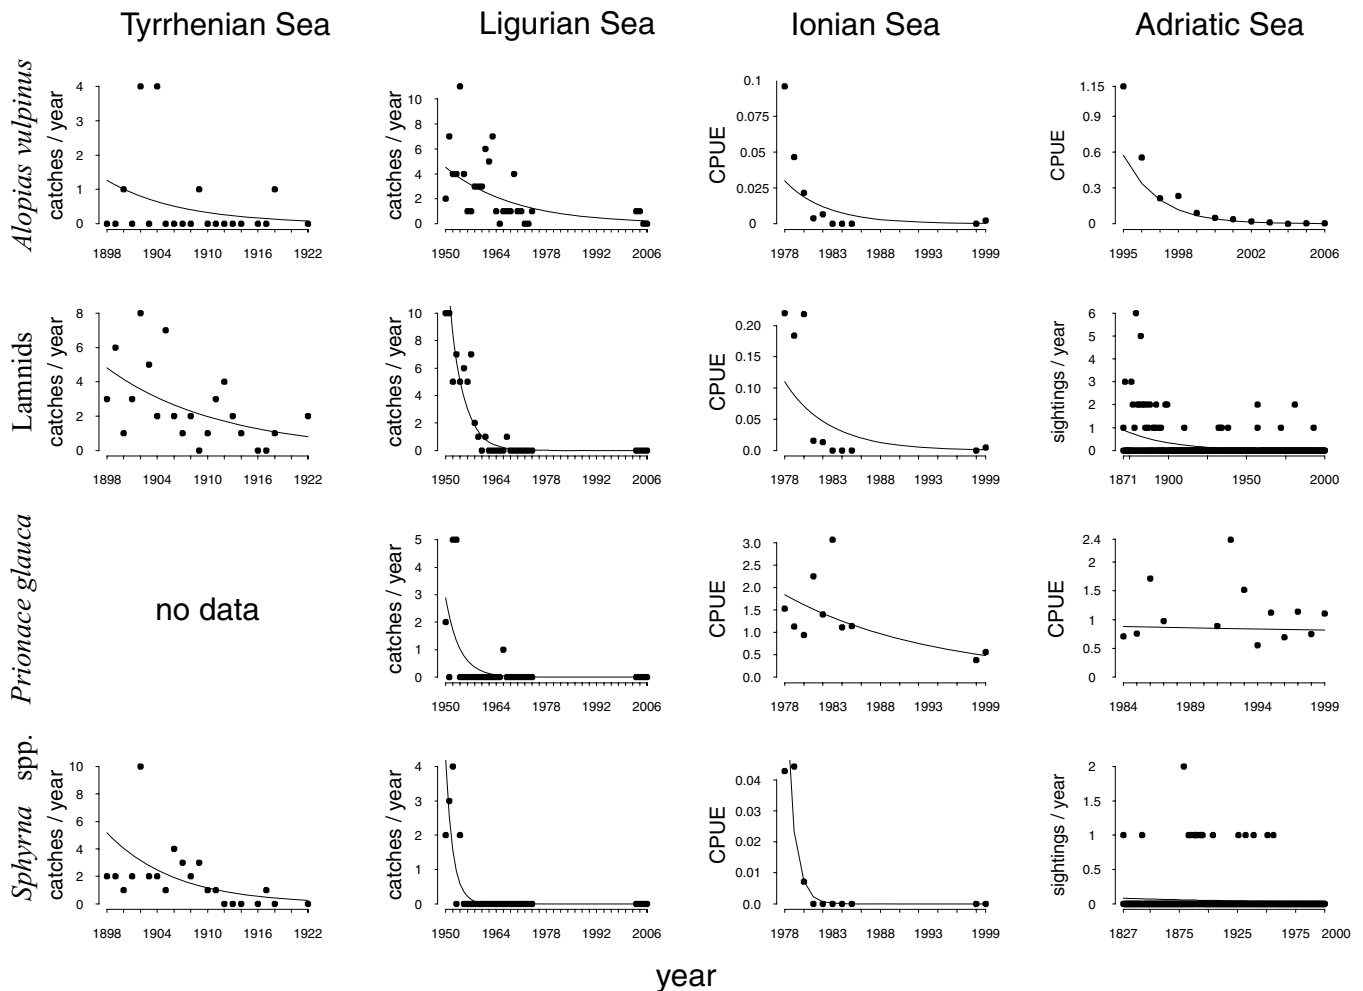 Tyrrhenian Sea Ligurian Sea Ionian Sea Adriatic Sea
Alopias vulpinus
catches / year
4
3
2
1
0
1898 1904 1910 1916 1922
catches / year
10
8
6
4
2
0
1950 1964 1978 1992 2006
CPUE
0.1
0.075
0.05
0.025
0
1978 1983 1988 1993 1999
CPUE
1.15
0.9
0.6
0.3
0
1995 1998 2002 2006
Lamnids
catches / year
8
6
4
2
0
1898 1904 1910 1916 1922
catches / year
10
8
6
4
2
0
1950 1964 1978 1992 2006
CPUE
0.20
0.15
0.10
0.05
0.0
1978 1983 1988 1993 1999
sightings / year
6
5
4
3
2
1
0
1871 1900 1950 2000
Prionace glauca
no data
catches / year
5
4
3
2
1
0
1950 1964 1978 1992 2006
CPUE
3.0
2.5
2.0
1.5
1.0
0.5
0.0
1978 1983 1988 1993 1999
CPUE
2.4
2
1.5
1
0.5
0
1984 1989 1994 1999
Sphyrna spp.
catches / year
10
8
6
4
2
0
1898 1904 1910 1916 1922
catches / year
4
3
2
1
0
1950 1964 1978 1992 2006
CPUE
0.04
0.03
0.02
0.01
0.0
1978 1983 1988 1993 1999
sightings / year
2
1.5
1
0.5
0
1827 1875 1925 1975 2000
year